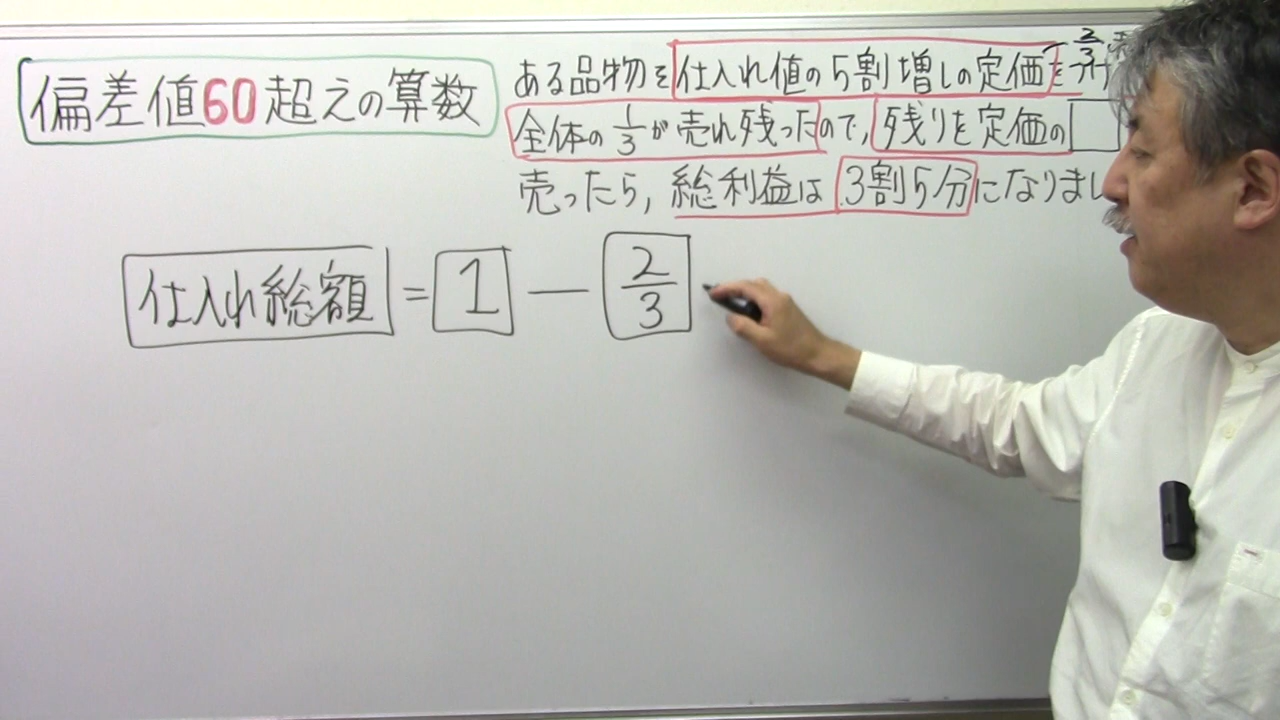 偏差値60超えの算数
ある品物を仕入れ値の5割増しの定価を
2/3
全体の1/3が売れ残ったので,残りを定価の□
売ったら,総利益は3割5分になりまし
仕入れ総額=1—2/3